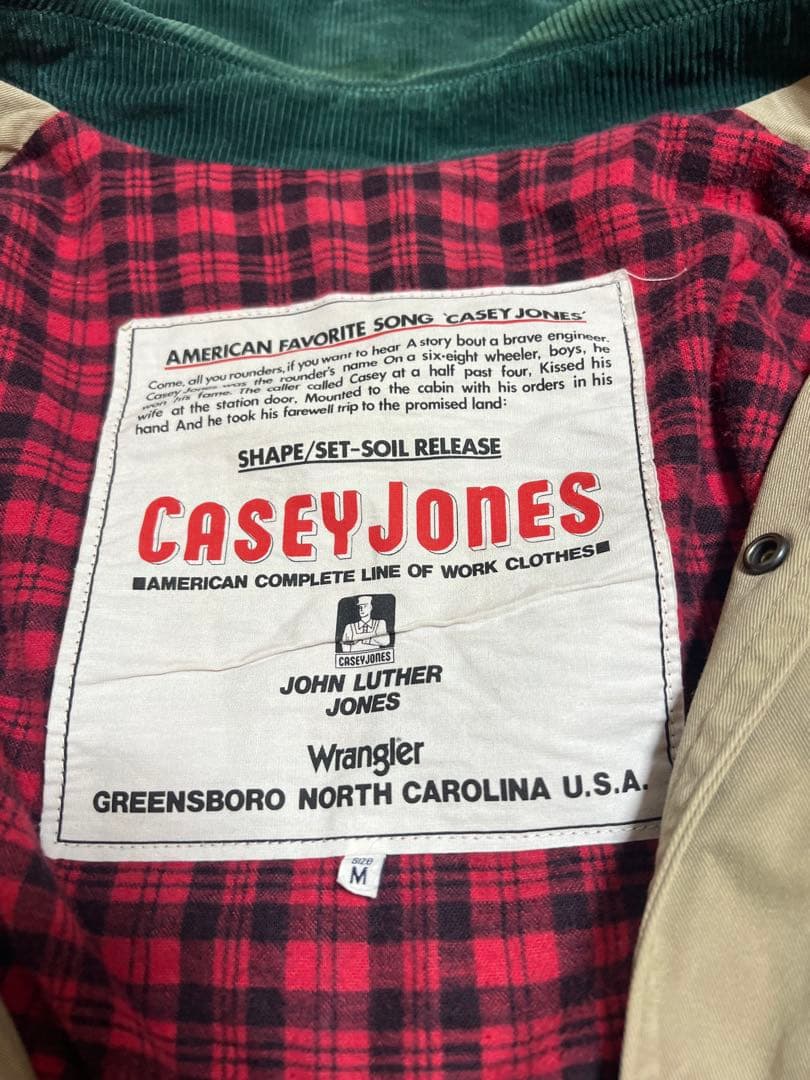 AMERICAN FAVORITE SONG 'CASEY JONES'
Come, all you rounders, if you want to hear A story bout a brave engineer.
Casey Jones was the rounder's name On a six-eight wheeler, boys, he
won his fame. The caller called Casey at a half past four, Kissed his
wife at the station door, Mounted to the cabin with his orders in his
hand And he took his farewell trip to the promised land:
SHAPE/SET-SOIL RELEASE
CASEYJONES
■AMERICAN COMPLETE LINE OF WORK CLOTHES■
CASEYJONES
JOHN LUTHER
JONES
Wrangler
GREENSBORO NORTH CAROLINA U.S.A.
SIZE
M